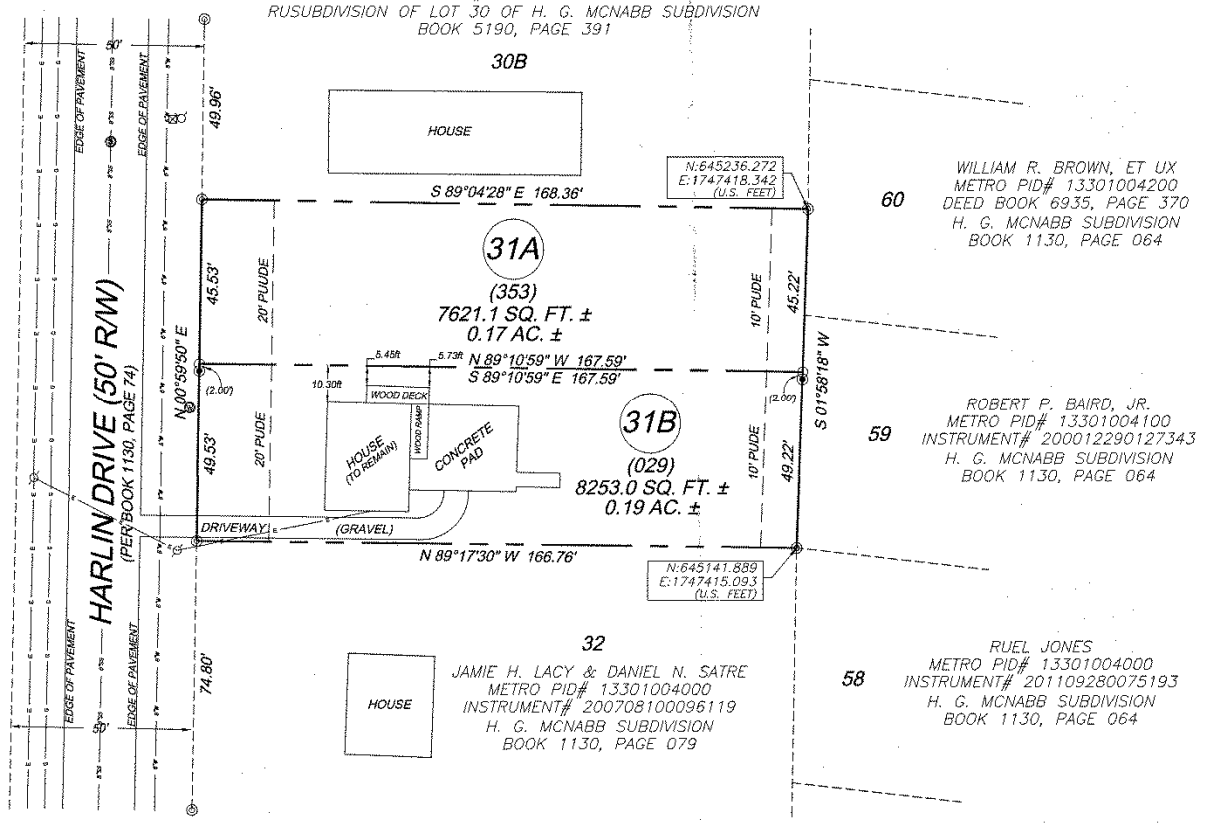 RUSUBDIVISION OF LOT 30 OF H. G. MCNABB SUBDIVISION
BOOK 5190, PAGE 391
30B
50'
EDGE OF PAVEMENT
EDGE OF PAVEMENT
49.96'
HOUSE
N:645236.272
E:1747418.342
(U.S. FEET)
S 89°04'28" E 168.36'
WILLIAM R. BROWN, ET UX
METRO PID# 13301004200
DEED BOOK 6935, PAGE 370
H. G. MCNABB SUBDIVISION
BOOK 1130, PAGE 064
60
31A
(353)
7621.1 SQ. FT. ±
0.17 AC. ±
45.53'
20' PUUDE
10' PUDE
45.22'
HARLIN DRIVE (50' R/W)
(PER BOOK 1130, PAGE 74)
N 00°59'50" E
S 01°58'18" W
5.45ft
5.73ft
N 89°10'59" W 167.59'
S 89°10'59" E 167.59'
10.30ft
(2.00')
(2.00')
WOOD DECK
WOOD RAMP
HOUSE
(TO REMAIN)
CONCRETE
PAD
31B
(029)
8253.0 SQ. FT. ±
0.19 AC. ±
49.53'
20' PUDE
10' PUDE
49.22'
59
ROBERT P. BAIRD, JR.
METRO PID# 13301004100
INSTRUMENT# 200012290127343
H. G. MCNABB SUBDIVISION
BOOK 1130, PAGE 064
DRIVEWAY
(GRAVEL)
N 89°17'30" W 166.76'
N:645141.889
E:1747415.093
(U.S. FEET)
EDGE OF PAVEMENT
EDGE OF PAVEMENT
74.80'
50'
32
HOUSE
JAMIE H. LACY & DANIEL N. SATRE
METRO PID# 13301004000
INSTRUMENT# 200708100096119
H. G. MCNABB SUBDIVISION
BOOK 1130, PAGE 079
58
RUEL JONES
METRO PID# 13301004000
INSTRUMENT# 201109280075193
H. G. MCNABB SUBDIVISION
BOOK 1130, PAGE 064